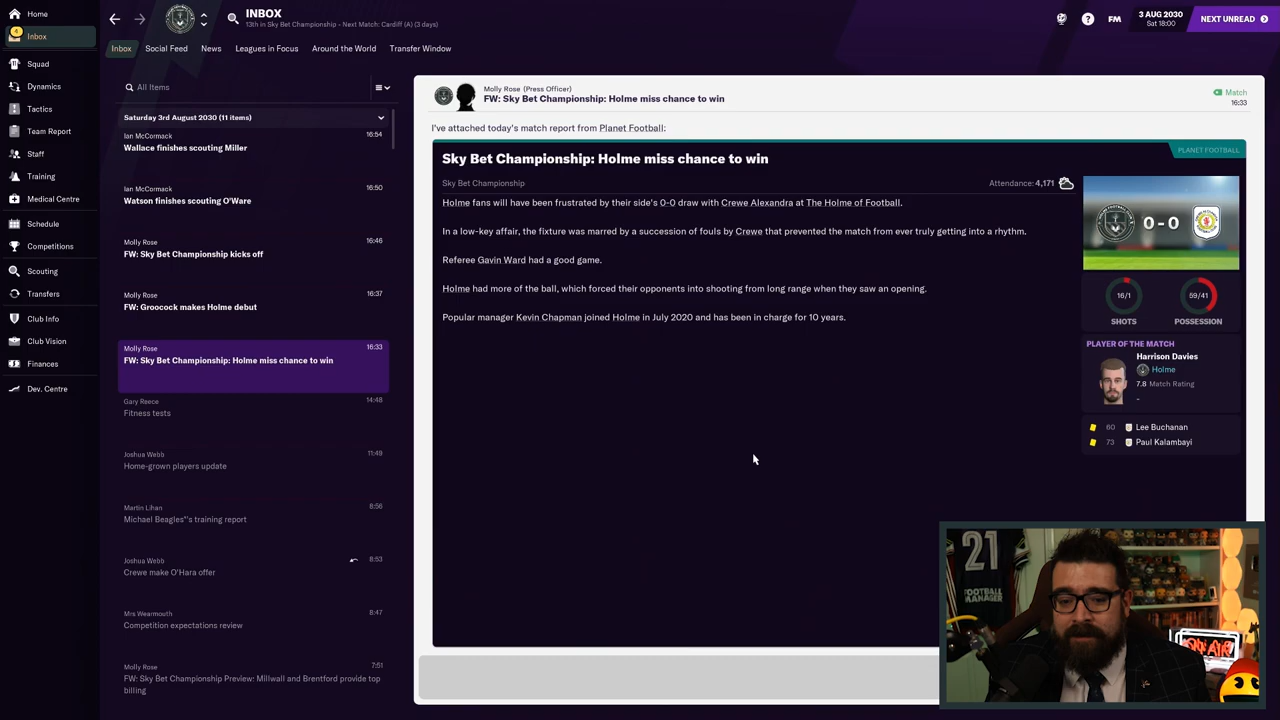 INBOX
13th in Sky Bet Championship - Next Match: Cardiff (A) (3 days)
FM
3 AUG 2030
Sat 18:00
NEXT UNREAD
Home
4
Inbox
Squad
Dynamics
Tactics
Team Report
Staff
Training
Medical Centre
Schedule
Competitions
Scouting
Transfers
Club Info
Club Vision
Finances
Dev. Centre
Inbox
Social Feed
News
Leagues in Focus
Around the World
Transfer Window
All Items
Saturday 3rd August 2030 (11 items)
Ian McCormack 16:54
Wallace finishes scouting Miller
Ian McCormack 16:50
Watson finishes scouting O'Ware
Molly Rose 16:46
FW: Sky Bet Championship kicks off
Molly Rose 16:37
FW: Groocock makes Holme debut
Molly Rose 16:33
FW: Sky Bet Championship: Holme miss chance to win
Gary Reece 14:48
Fitness tests
Joshua Webb 11:49
Home-grown players update
Martin Lihan 8:56
Michael Beagles"s training report
Joshua Webb 8:53
Crewe make O'Hara offer
Mrs Wearmouth 8:47
Competition expectations review
Molly Rose 7:51
FW: Sky Bet Championship Preview: Millwall and Brentford provide top
billing
Molly Rose (Press Officer)
FW: Sky Bet Championship: Holme miss chance to win
Match
16:33
I've attached today's match report from Planet Football:
Sky Bet Championship: Holme miss chance to win
PLANET FOOTBALL
Sky Bet Championship
Attendance: 4,171
Holme fans will have been frustrated by their side's 0-0 draw with Crewe Alexandra at The Holme of Football.
In a low-key affair, the fixture was marred by a succession of fouls by Crewe that prevented the match from ever truly getting into a rhythm.
Referee Gavin Ward had a good game.
Holme had more of the ball, which forced their opponents into shooting from long range when they saw an opening.
Popular manager Kevin Chapman joined Holme in July 2020 and has been in charge for 10 years.
0 - 0
16/1
59/41
SHOTS
POSSESSION
PLAYER OF THE MATCH
Harrison Davies
Holme
7.8 Match Rating
-
60 Lee Buchanan
73 Paul Kalambayi
21
FOOTBALL
MANAGER
ON AIR